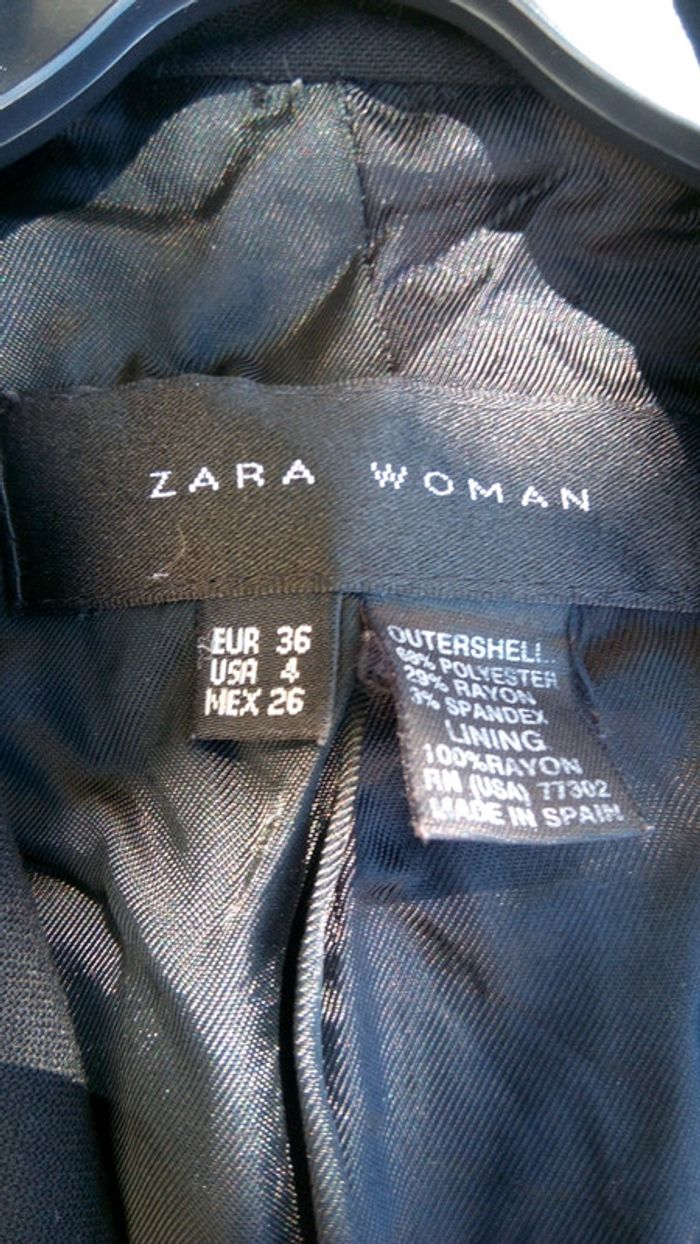 ZARA WOMAN
EUR 36
USA 4
MEX 26
OUTERSHELL
68% POLYESTER
29% RAYON
3% SPANDEX
LINING
100%RAYON
RN (USA) 77302
MADE IN SPAIN